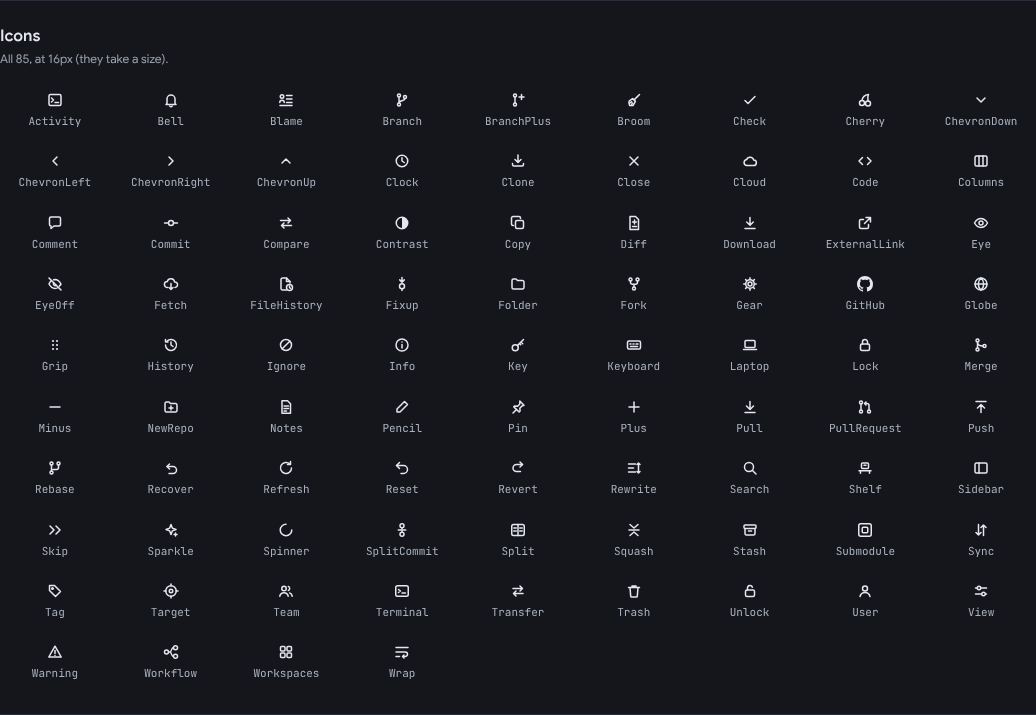 Icons
All 85, at 16px (they take a size).
Activity Bell Blame Branch BranchPlus Broom Check Cherry ChevronDown
ChevronLeft ChevronRight ChevronUp Clock Clone Close Cloud Code Columns
Comment Commit Compare Contrast Copy Diff Download ExternalLink Eye
EyeOff Fetch FileHistory Fixup Folder Fork Gear GitHub Globe
Grip History Ignore Info Key Keyboard Laptop Lock Merge
Minus NewRepo Notes Pencil Pin Plus Pull PullRequest Push
Rebase Recover Refresh Reset Revert Rewrite Search Shelf Sidebar
Skip Sparkle Spinner SplitCommit Split Squash Stash Submodule Sync
Tag Target Team Terminal Transfer Trash Unlock User View
Warning Workflow Workspaces Wrap